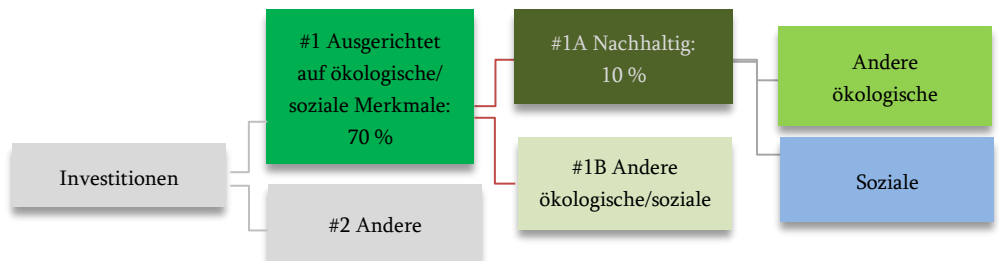 #1 Ausgerichtet
auf ökologische/
soziale Merkmale:
70 %
#1A Nachhaltig:
10 %
Andere
ökologische
Investitionen
#1B Andere
ökologische/soziale
Soziale
#2 Andere